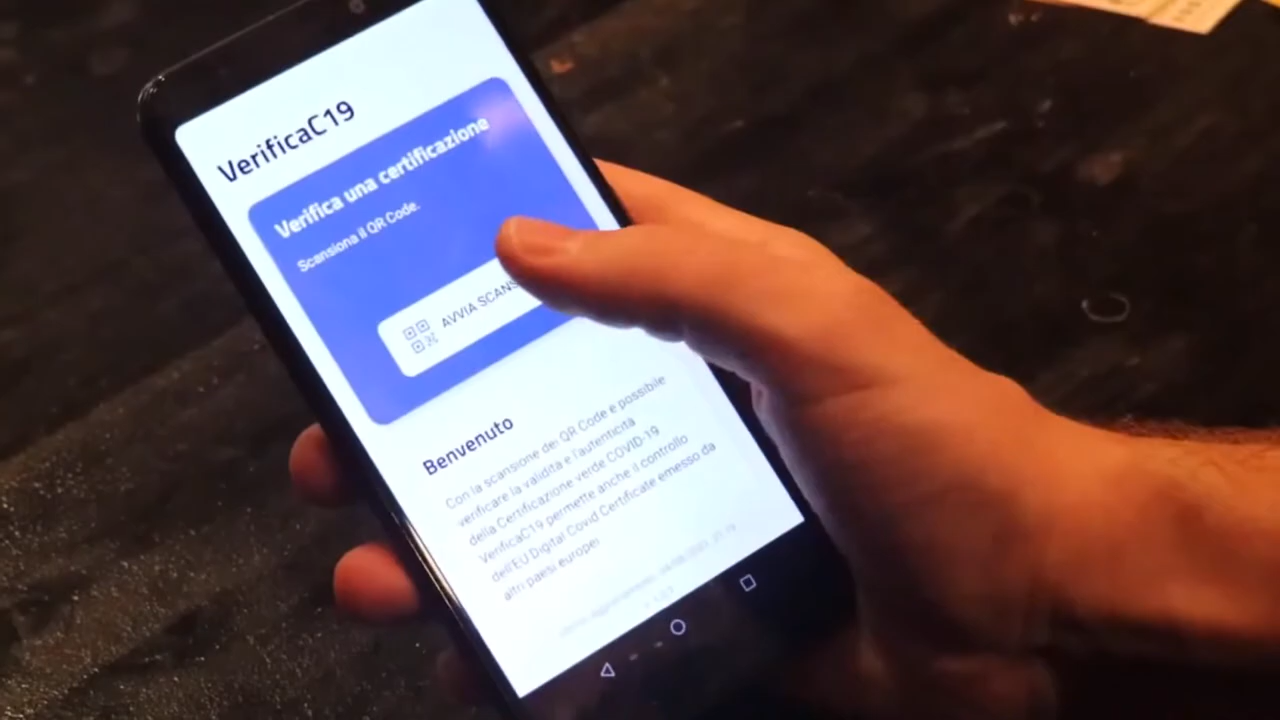 VerificaC19
Verifica una certificazione
Scansiona il QR Code.
AVVIA SCANS
Benvenuto
Con la scansione dei QR Code è possibile
verificare la validità e l'autenticità
della Certificazione verde COVID-19
VerificaC19 permette anche il controllo
dell'EU Digital Covid Certificate emesso da
altri paesi europei